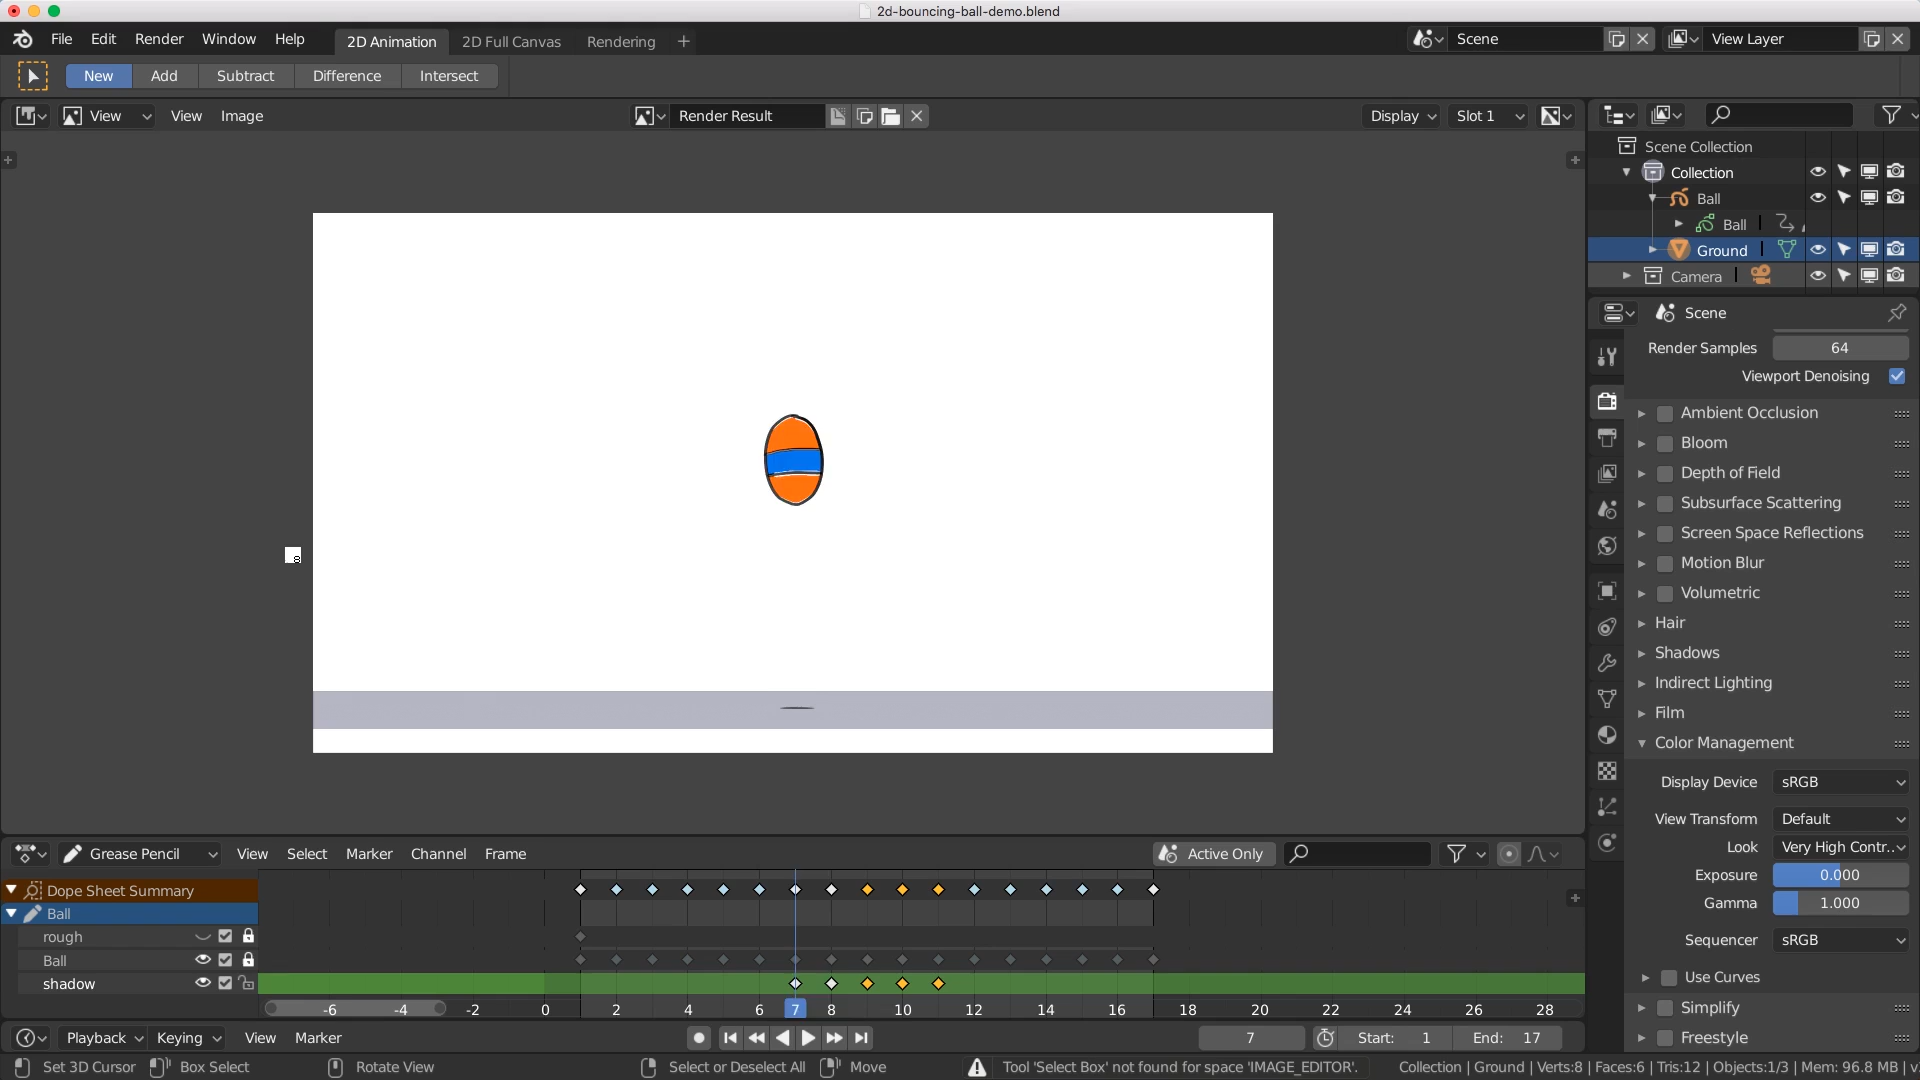 2d-bouncing-ball-demo.blend
File Edit Render Window Help 2D Animation 2D Full Canvas Rendering + Scene View Layer
New Add Subtract Difference Intersect
View View Image Render Result Display Slot 1
Scene Collection
Collection
Ball
Ball
Ground
Camera
Scene
Render Samples 64
Viewport Denoising
Ambient Occlusion
Bloom
Depth of Field
Subsurface Scattering
Screen Space Reflections
Motion Blur
Volumetric
Hair
Shadows
Indirect Lighting
Film
Color Management
Display Device sRGB
View Transform Default
Look Very High Contr..
Exposure 0.000
Gamma 1.000
Sequencer sRGB
Use Curves
Simplify
Freestyle
Grease Pencil View Select Marker Channel Frame Active Only
Dope Sheet Summary
Ball
rough
Ball
shadow
-6 -4 -2 0 2 4 6 7 8 10 12 14 16 18 20 22 24 26 28
Playback Keying View Marker 7 Start: 1 End: 17
Set 3D Cursor Box Select Rotate View Select or Deselect All Move Tool 'Select Box' not found for space 'IMAGE_EDITOR'. Collection | Ground | Verts:8 | Faces:6 | Tris:12 | Objects:1/3 | Mem: 96.8 MB | v